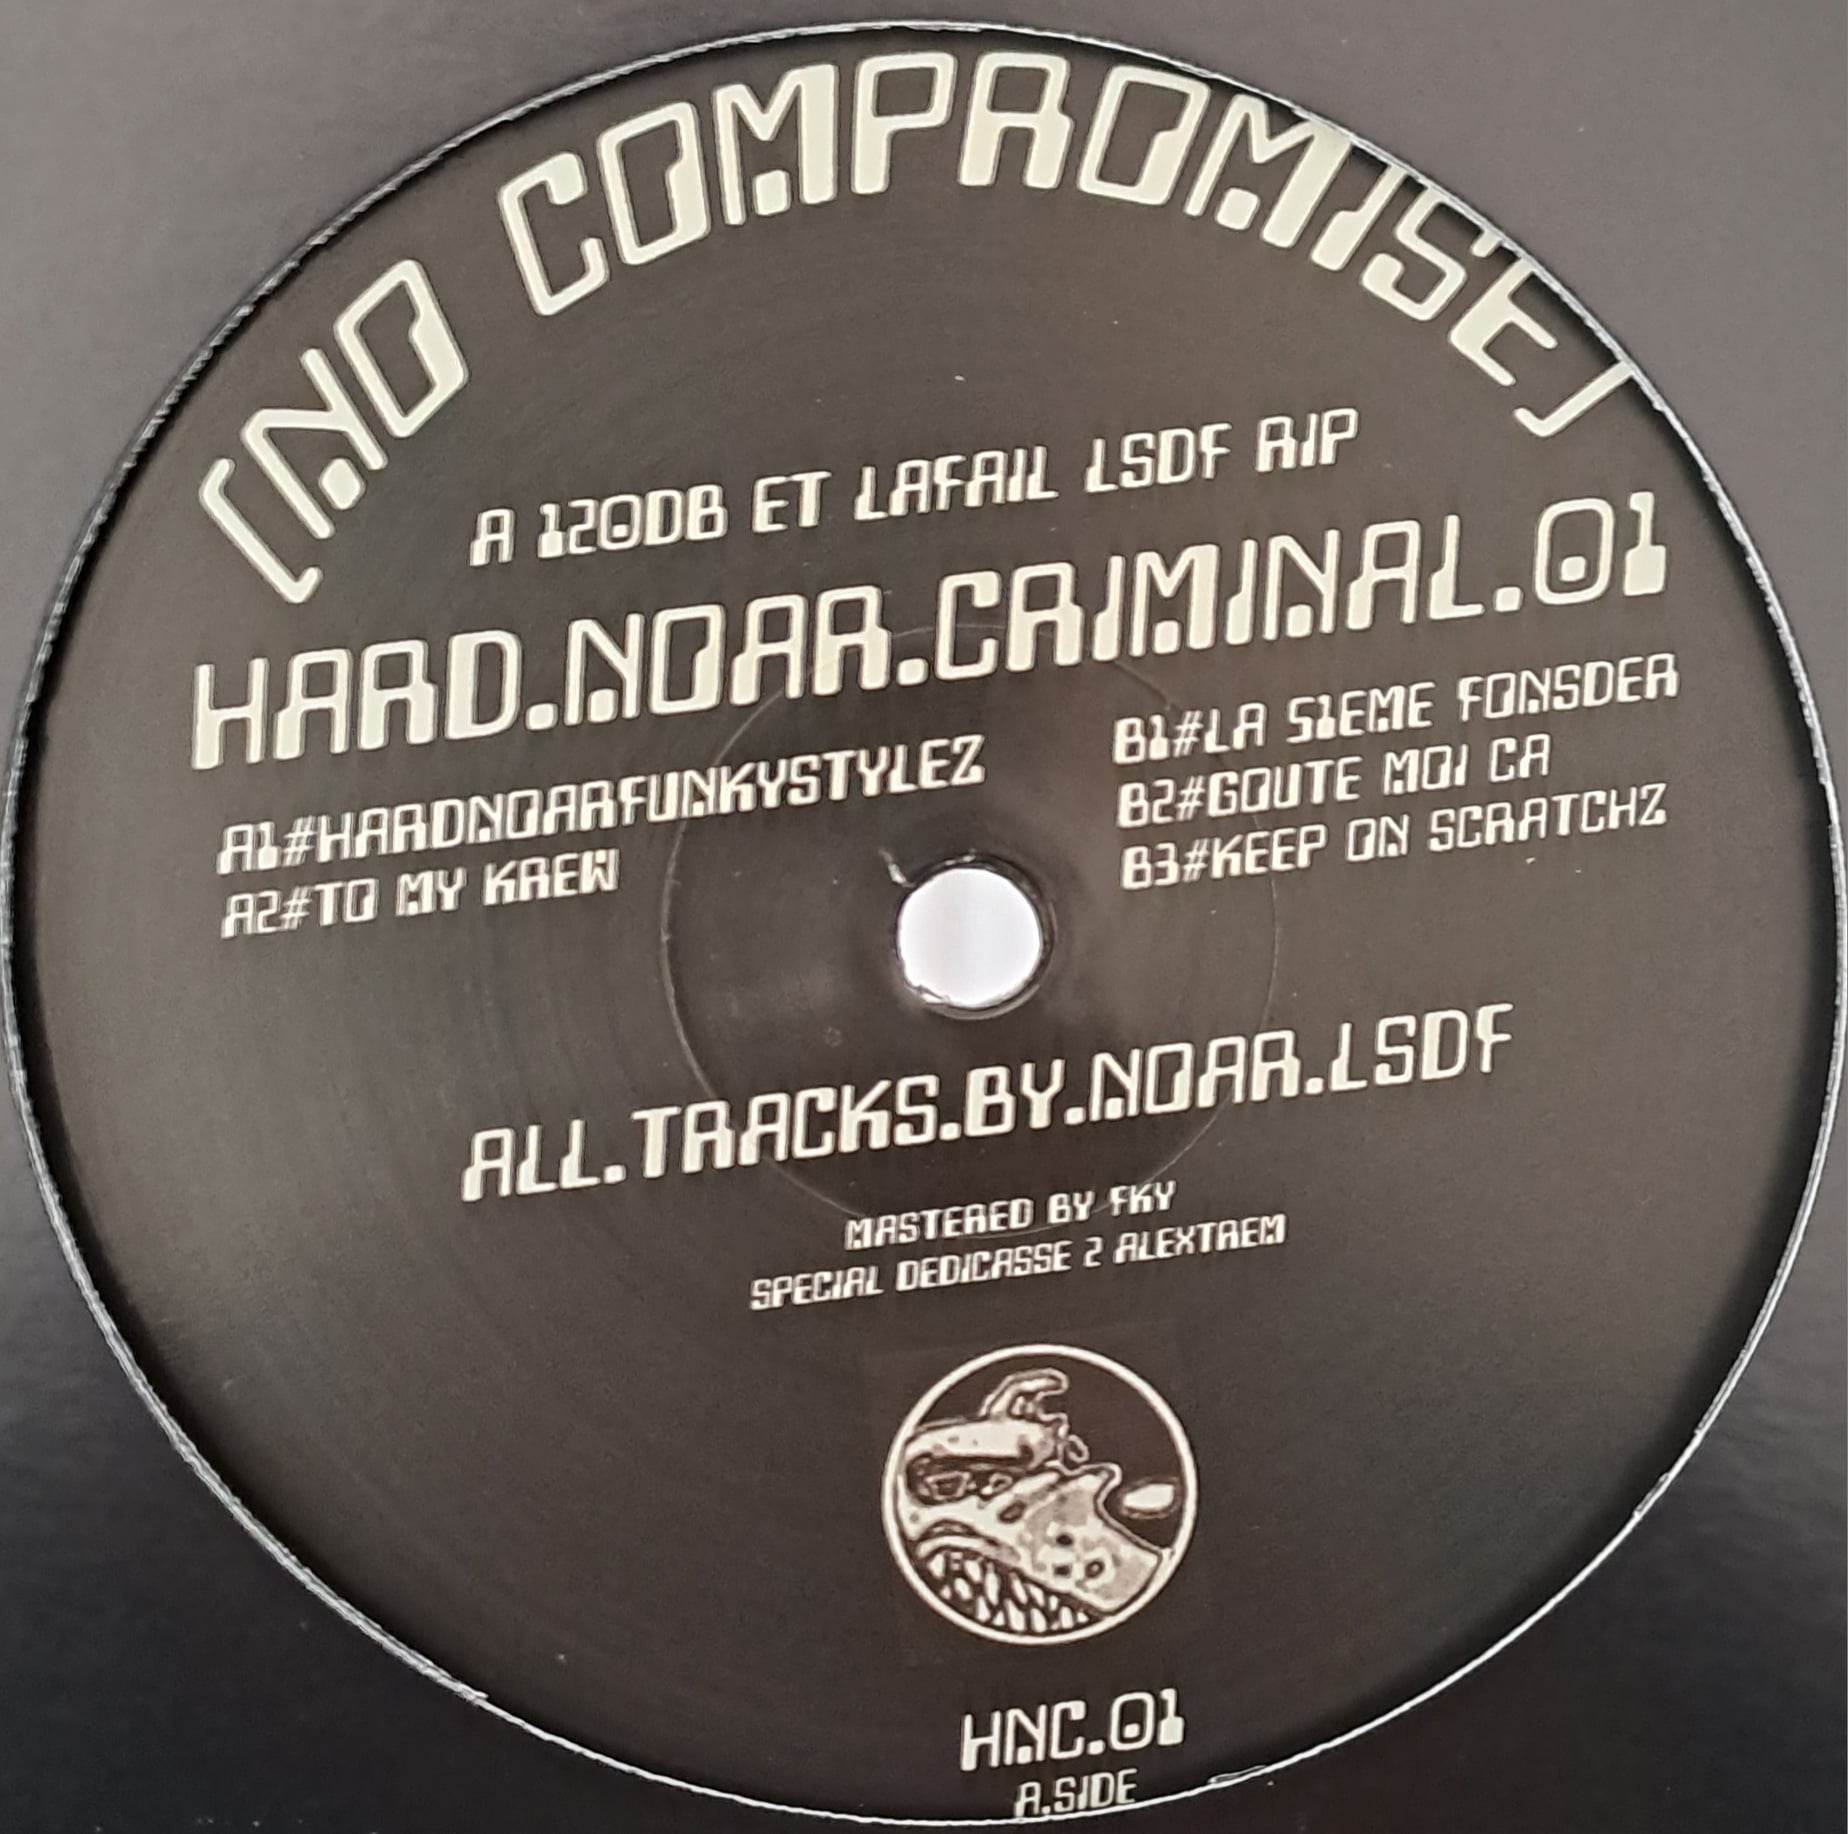 (NO COMPROMISE)
A 120DB ET LAFAIL LSDF RIP
HARD.NOAR.CRIMINAL.01
A1#HARDNOARFUNKYSTYLEZ
A2#TO MY KREW
B1#LA 51EME FONSDER
B2#GOUTE MOI CA
B3#KEEP ON SCRATCHZ
ALL.TRACKS.BY.NOAR.LSDF
MASTERED BY FKY
SPECIAL DEDICASSE 2 ALEXTREM
HNC.01
A.SIDE